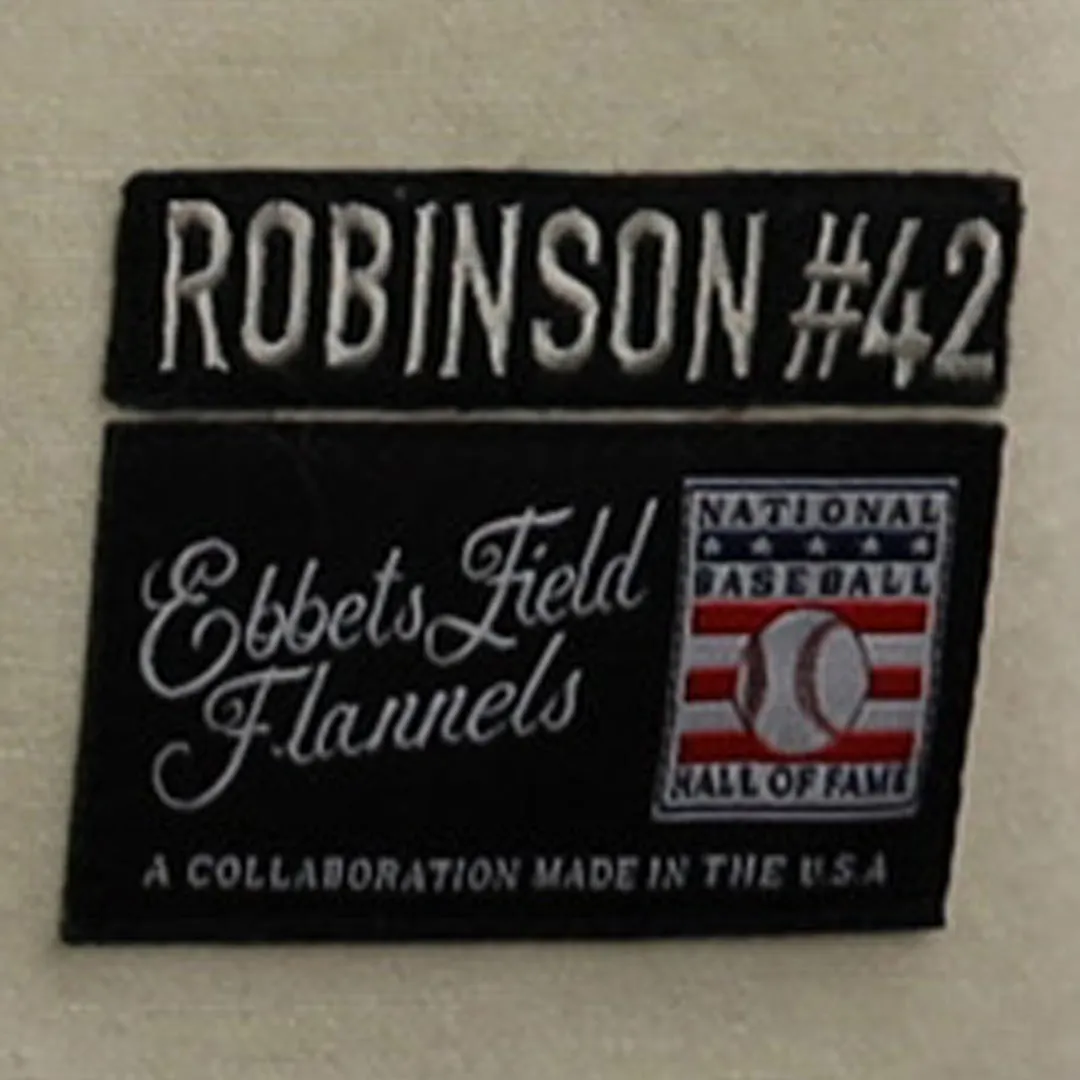 ROBINSON #42
Ebbets Field
Flannels
NATIONAL
BASEBALL
HALL OF FAME
A COLLABORATION MADE IN THE U.S.A